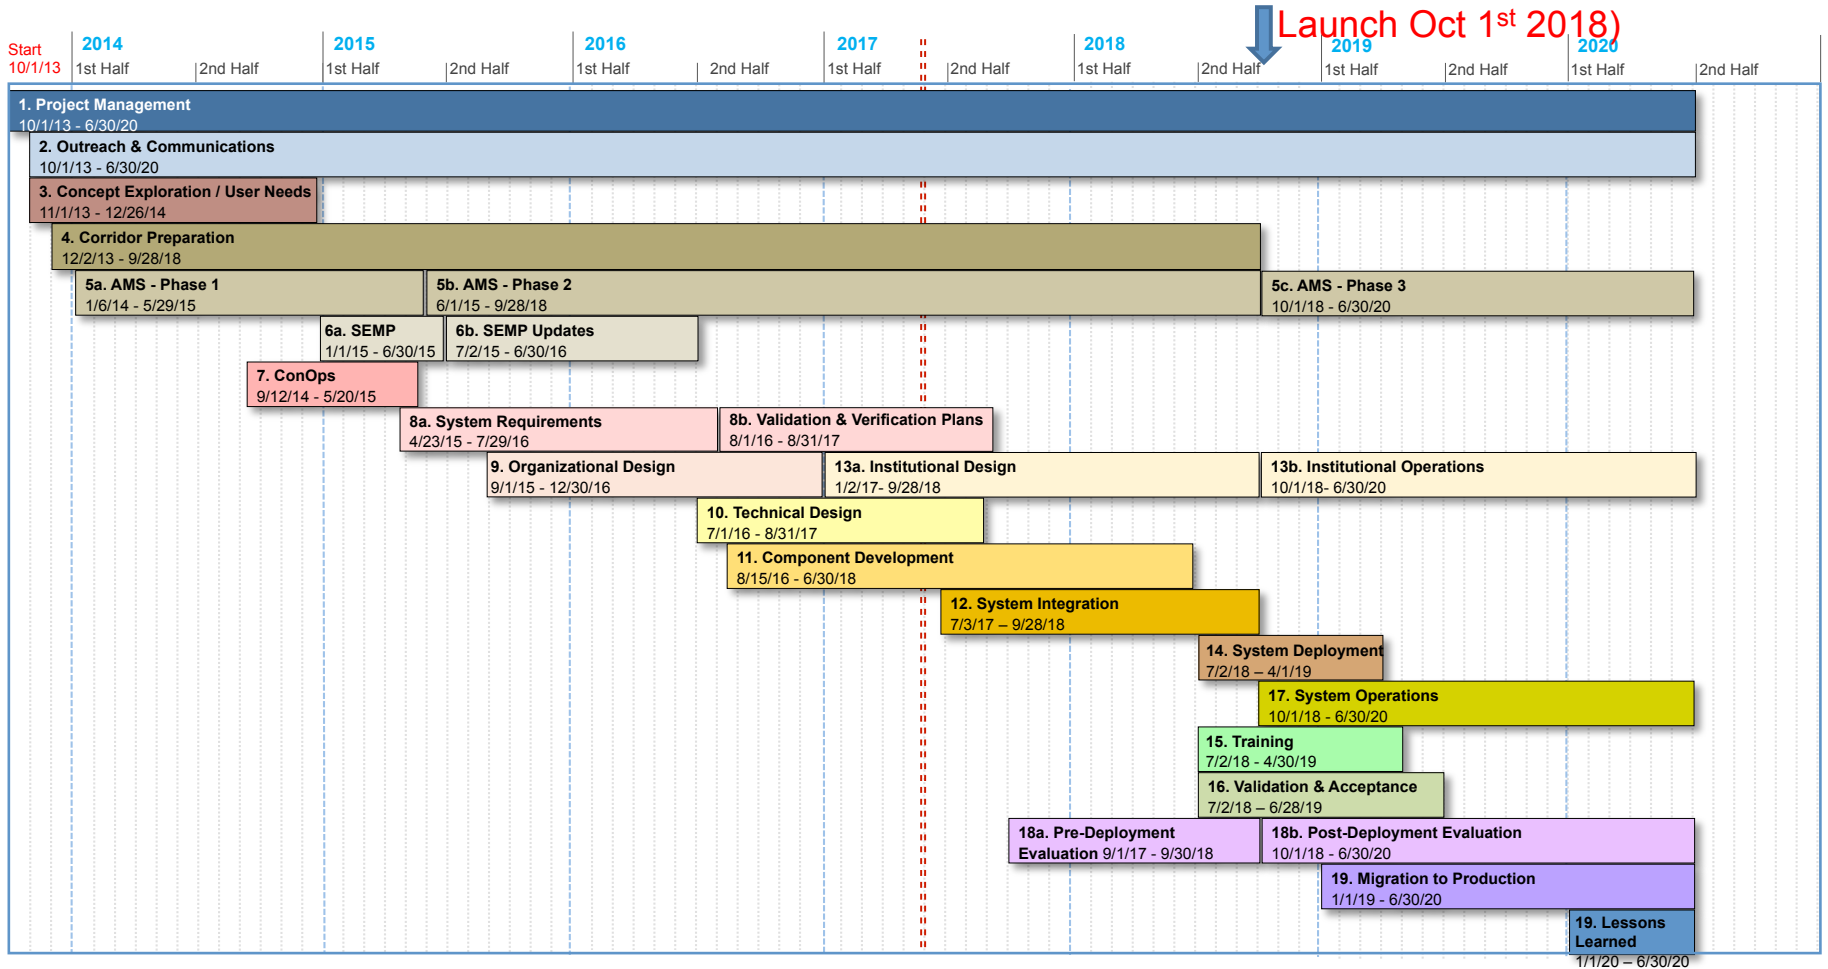 Launch Oct 1st 2018)
Start
10/1/13
2014
2015
2016
2017
2018
2019
2020
1st Half
2nd Half
1st Half
2nd Half
1st Half
2nd Half
1st Half
2nd Half
1st Half
2nd Half
1st Half
2nd Half
1st Half
2nd Half
1. Project Management
10/1/13 - 6/30/20
2. Outreach & Communications
10/1/13 - 6/30/20
3. Concept Exploration / User Needs
11/1/13 - 12/26/14
4. Corridor Preparation
12/2/13 - 9/28/18
5a. AMS - Phase 1
1/6/14 - 5/29/15
5b. AMS - Phase 2
6/1/15 - 9/28/18
5c. AMS - Phase 3
10/1/18 - 6/30/20
6a. SEMP
1/1/15 - 6/30/15
6b. SEMP Updates
7/2/15 - 6/30/16
7. ConOps
9/12/14 - 5/20/15
8a. System Requirements
4/23/15 - 7/29/16
8b. Validation & Verification Plans
8/1/16 - 8/31/17
9. Organizational Design
9/1/15 - 12/30/16
13a. Institutional Design
1/2/17- 9/28/18
13b. Institutional Operations
10/1/18- 6/30/20
10. Technical Design
7/1/16 - 8/31/17
11. Component Development
8/15/16 - 6/30/18
12. System Integration
7/3/17 – 9/28/18
14. System Deployment
7/2/18 – 4/1/19
17. System Operations
10/1/18 - 6/30/20
15. Training
7/2/18 - 4/30/19
16. Validation & Acceptance
7/2/18 – 6/28/19
18a. Pre-Deployment
Evaluation 9/1/17 - 9/30/18
18b. Post-Deployment Evaluation
10/1/18 - 6/30/20
19. Migration to Production
1/1/19 - 6/30/20
19. Lessons
Learned
1/1/20 – 6/30/20